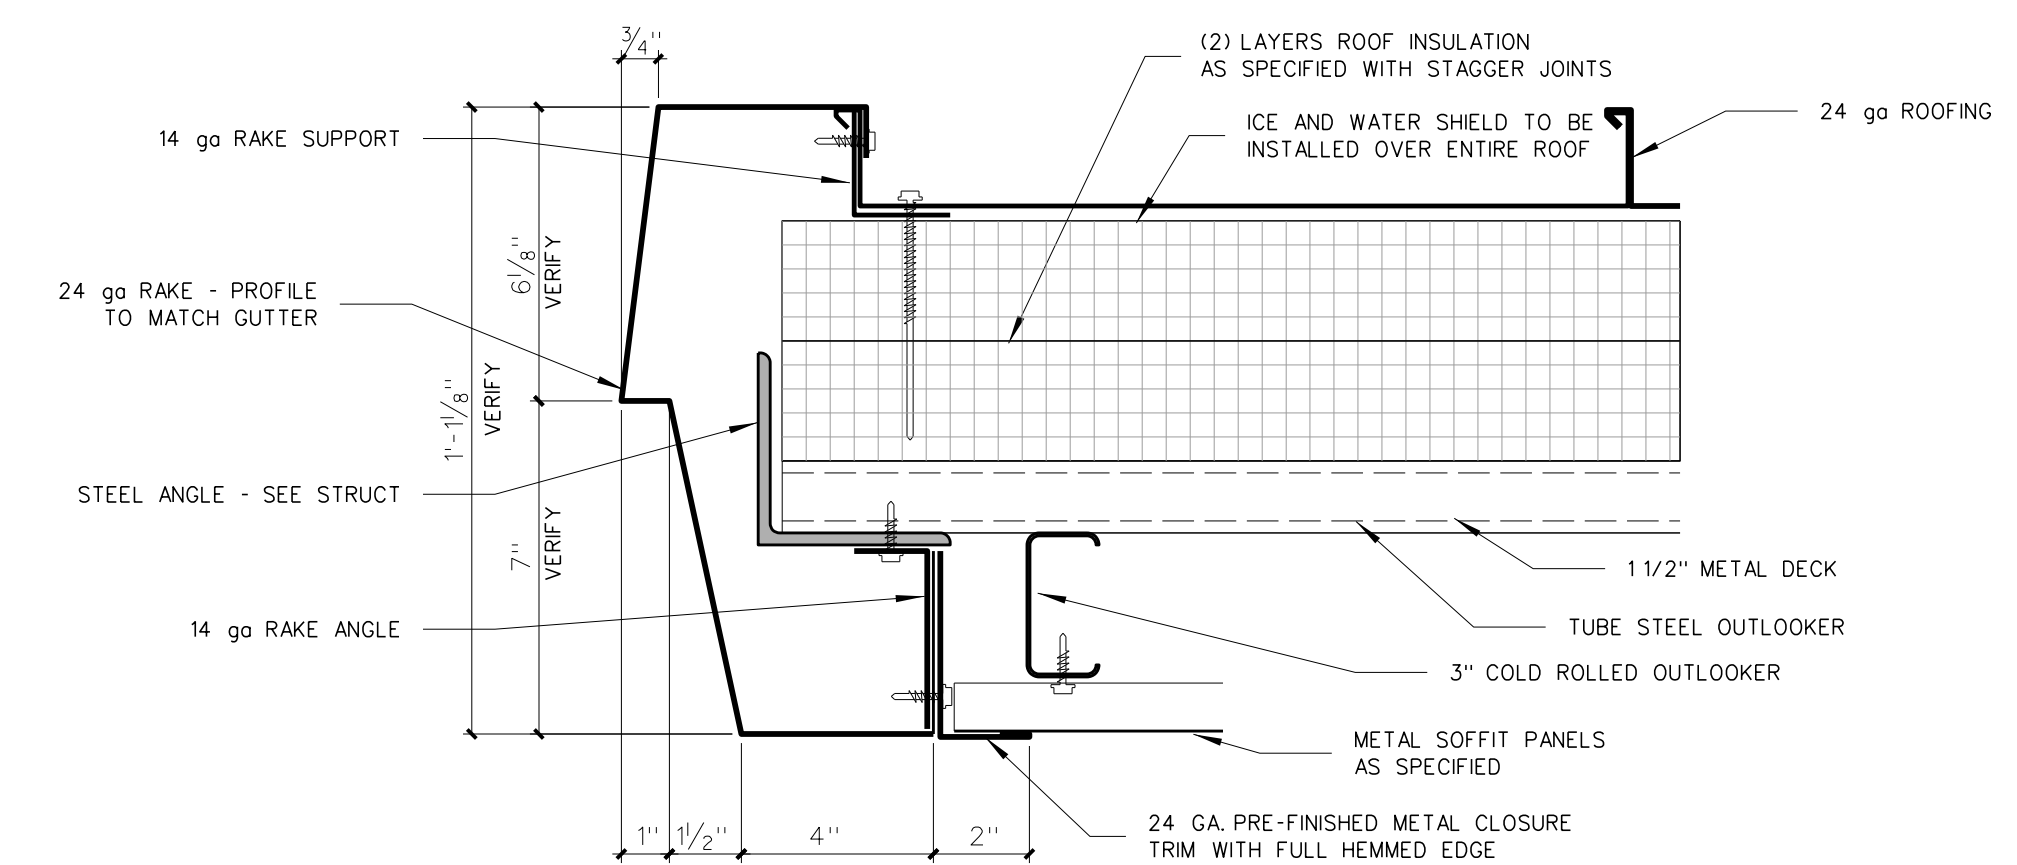 3/4"
(2) LAYERS ROOF INSULATION
AS SPECIFIED WITH STAGGER JOINTS
ICE AND WATER SHIELD TO BE
INSTALLED OVER ENTIRE ROOF
24 ga ROOFING
14 ga RAKE SUPPORT
6 1/8"
VERIFY
24 ga RAKE - PROFILE
TO MATCH GUTTER
1'-1 1/8"
VERIFY
STEEL ANGLE - SEE STRUCT
7"
VERIFY
14 ga RAKE ANGLE
1 1/2" METAL DECK
TUBE STEEL OUTLOOKER
3" COLD ROLLED OUTLOOKER
METAL SOFFIT PANELS
AS SPECIFIED
24 GA. PRE-FINISHED METAL CLOSURE
TRIM WITH FULL HEMMED EDGE
1"
1 1/2"
4"
2"